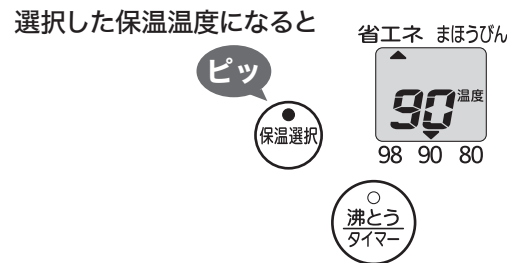 選択した保温温度になると
省エネ まほうびん
ピッ
90 温度
保温選択
98 90 80
沸とう
タイマー